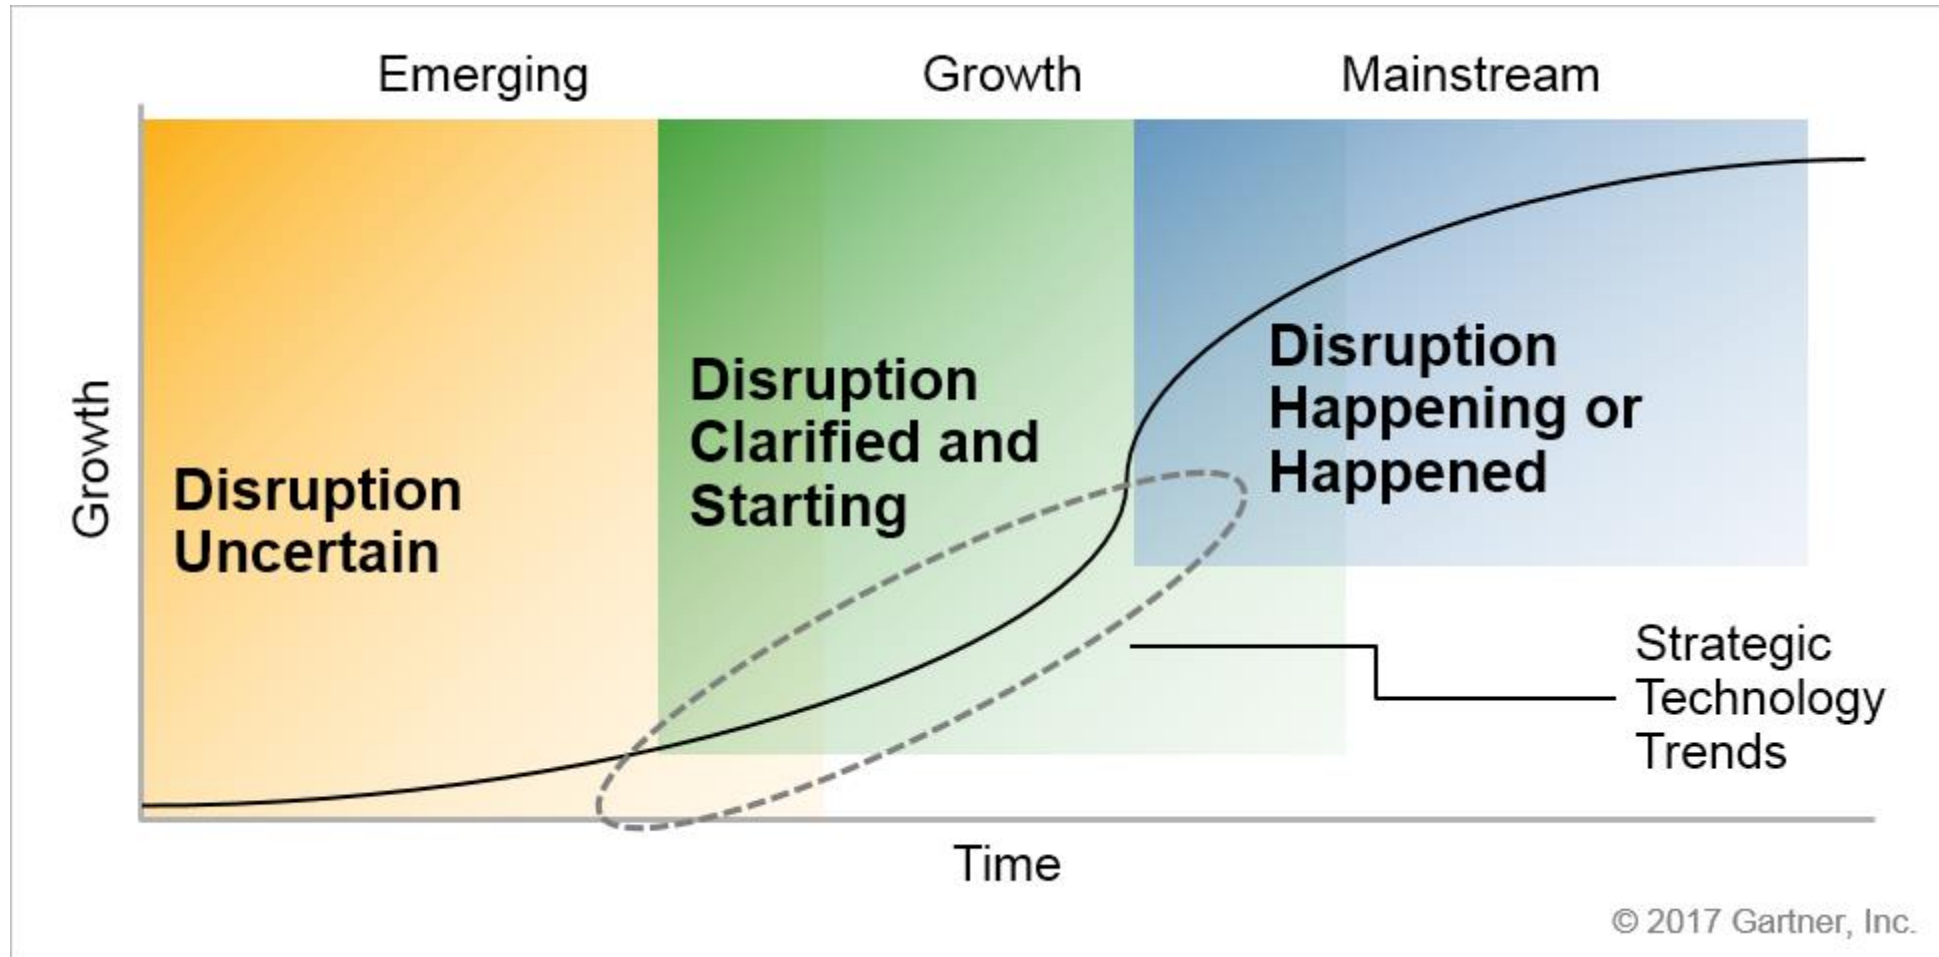 Emerging
Growth
Mainstream
Growth
Disruption
Uncertain
Disruption
Clarified and
Starting
Disruption
Happening or
Happened
Strategic
Technology
Trends
Time
© 2017 Gartner, Inc.